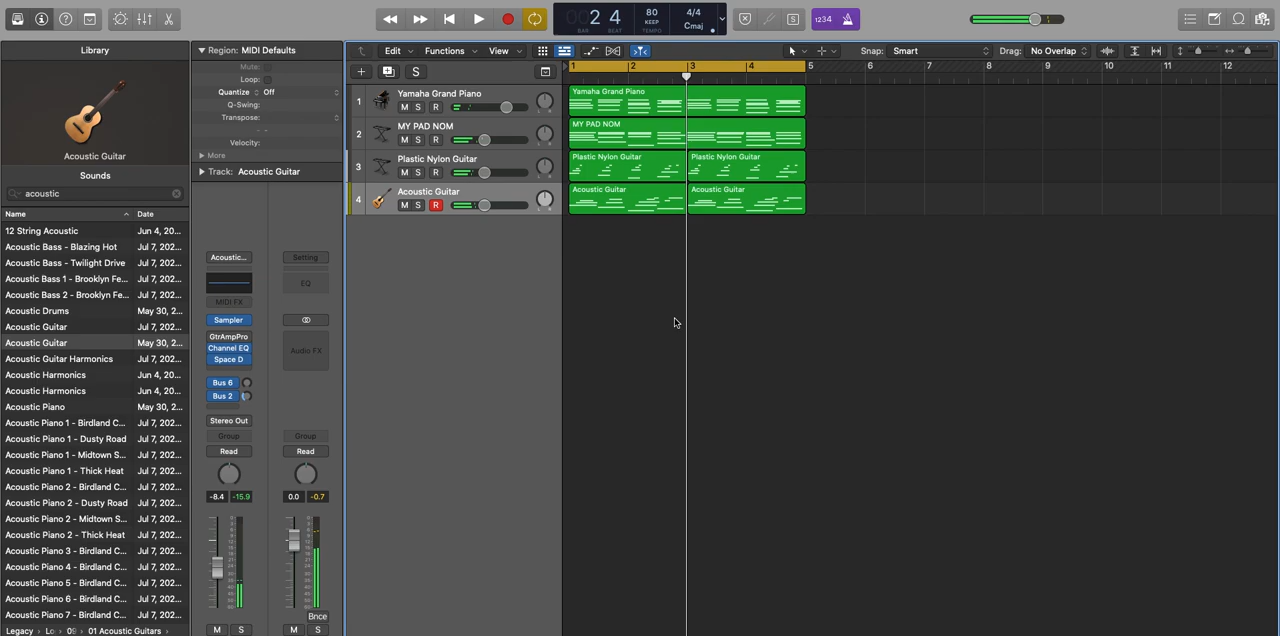 2 4
BAR
BEAT
80
KEEP
TEMPO
4/4
Cmaj
S
1234
Library
Acoustic Guitar
Sounds
acoustic
Name
Date
12 String Acoustic Jun 4, 20...
Acoustic Bass - Blazing Hot Jul 7, 202...
Acoustic Bass - Twilight Drive Jul 7, 202...
Acoustic Bass 1 - Brooklyn Fe... Jul 7, 202...
Acoustic Bass 2 - Brooklyn Fe... Jul 7, 202...
Acoustic Drums May 30, 2...
Acoustic Guitar Jul 7, 202...
Acoustic Guitar May 30, 2...
Acoustic Guitar Harmonics Jul 7, 202...
Acoustic Harmonics Jun 4, 20...
Acoustic Harmonics Jun 4, 20...
Acoustic Piano May 30, 2...
Acoustic Piano 1 - Birdland C... Jul 7, 202...
Acoustic Piano 1 - Dusty Road Jul 7, 202...
Acoustic Piano 1 - Midtown S... Jul 7, 202...
Acoustic Piano 1 - Thick Heat Jul 7, 202...
Acoustic Piano 2 - Birdland C... Jul 7, 202...
Acoustic Piano 2 - Dusty Road Jul 7, 202...
Acoustic Piano 2 - Midtown S... Jul 7, 202...
Acoustic Piano 2 - Thick Heat Jul 7, 202...
Acoustic Piano 3 - Birdland C... Jul 7, 202...
Acoustic Piano 4 - Birdland C... Jul 7, 202...
Acoustic Piano 5 - Birdland C... Jul 7, 202...
Acoustic Piano 6 - Birdland C... Jul 7, 202...
Acoustic Piano 7 - Birdland C... Jul 7, 202...
Legacy › Lo › 09 › 01 Acoustic Guitars ›
Region: MIDI Defaults
Mute:
Loop:
Quantize Off
Q-Swing:
Transpose:
Velocity:
More
Track: Acoustic Guitar
Acoustic... Setting
EQ
MIDI FX
Sampler
GtrAmpPro
Channel EQ Audio FX
Space D
Bus 6
Bus 2
Stereo Out
Group Group
Read Read
-8.4 -15.9 0.0 -0.7
Bnce
M S M S
Edit Functions View Snap: Smart Drag: No Overlap
S
1 2 3 4 5 6 7 8 9 10 11 12
1 Yamaha Grand Piano
M S R
2 MY PAD NOM
M S R
3 Plastic Nylon Guitar
M S R
4 Acoustic Guitar
M S R
Yamaha Grand Piano
MY PAD NOM
Plastic Nylon Guitar Plastic Nylon Guitar
Acoustic Guitar Acoustic Guitar